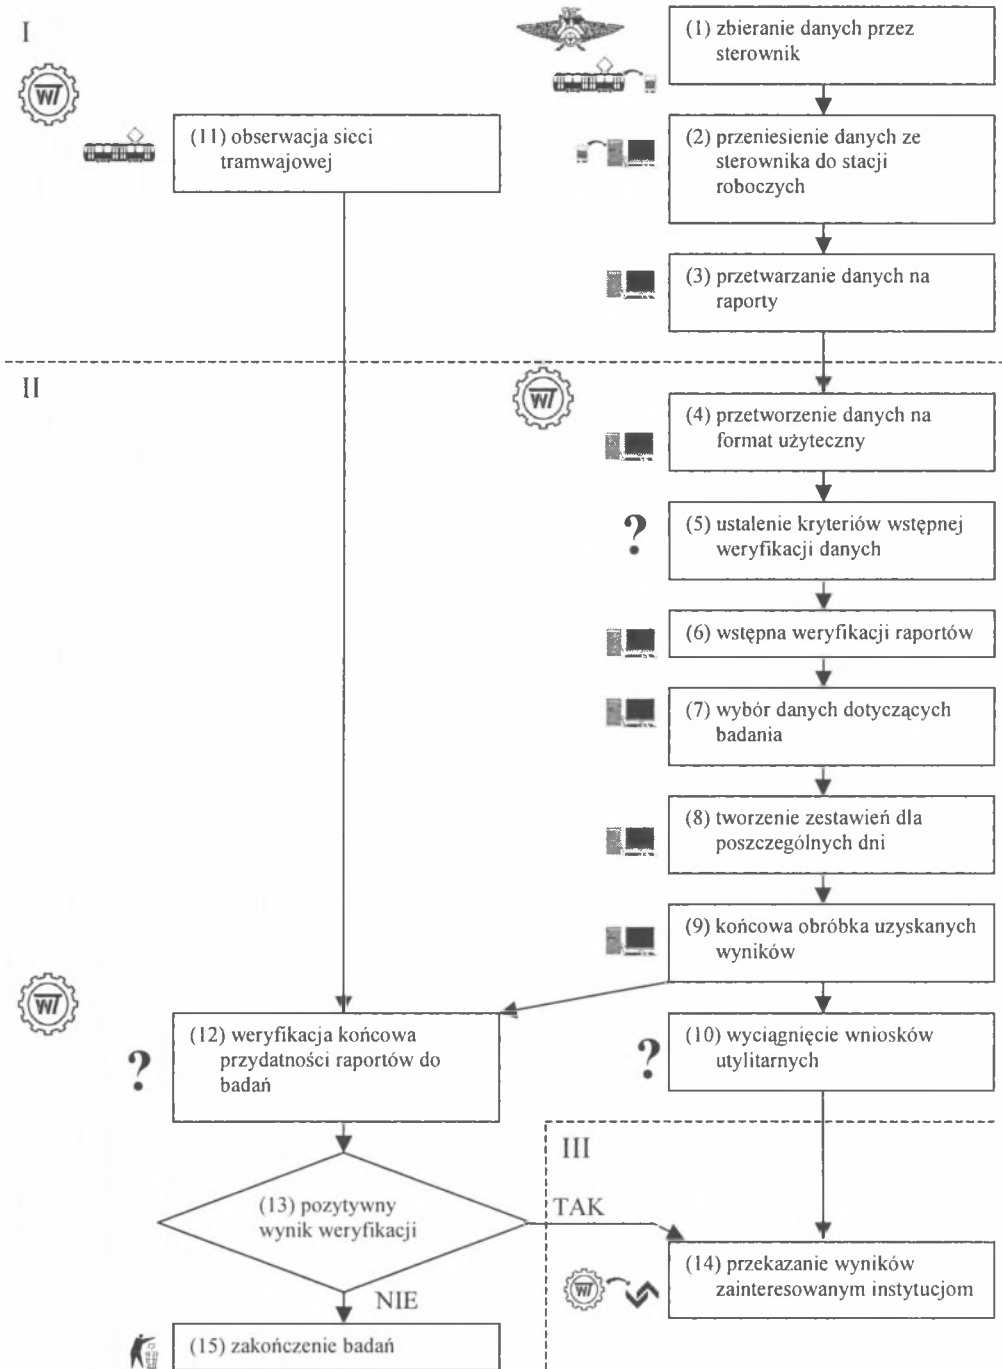 I
(1) zbieranie danych przez
sterownik
WT
(11) obserwacja sieci
tramwajowej
(2) przeniesienie danych ze
sterownika do stacji
roboczych
(3) przetwarzanie danych na
raporty
II
WT
(4) przetworzenie danych na
format użyteczny
?
(5) ustalenie kryteriów wstępnej
weryfikacji danych
(6) wstępna weryfikacji raportów
(7) wybór danych dotyczących
badania
(8) tworzenie zestawień dla
poszczególnych dni
(9) końcowa obróbka uzyskanych
wyników
WT
?
(12) weryfikacja końcowa
przydatności raportów do
badań
?
(10) wyciągnięcie wniosków
utylitarnych
III
(13) pozytywny
wynik weryfikacji
TAK
WT
(14) przekazanie wyników
zainteresowanym instytucjom
NIE
(15) zakończenie badań